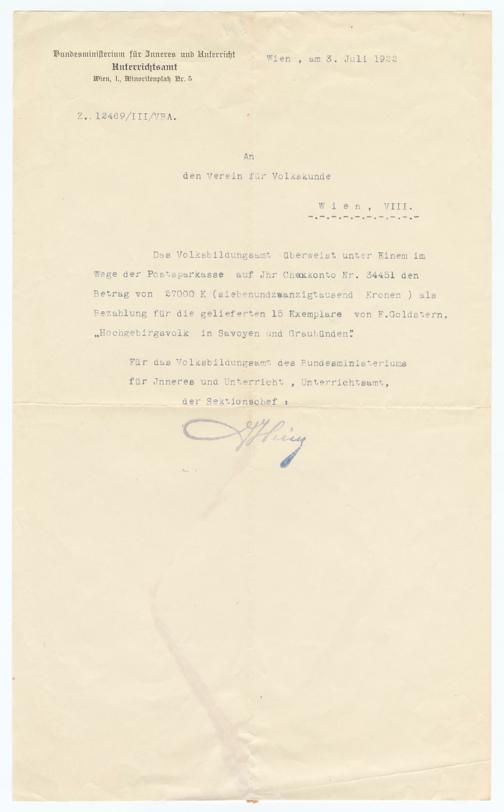 Bundesministerium für Inneres und Unterricht
Unterrichtsamt
Wien, I., Minoritenplatz Nr. 5
Wien , am 3. Juli 1922
Z. 12469/III/VBA.
An
den Verein für Volkskunde
W i e n , VIII.
Das Volksbildungsamt überweist unter Einem im
Wege der Postsparkasse auf Jhr Chekkonto Nr. 34451 den
Betrag von 27000 K (siebenundzwanzigtausend Kronen ) als
Bezahlung für die gelieferten 15 Exemplare von E.Goldstern,
„Hochgebirgsvolk in Savoyen und Graubünden".
Für das Volksbildungsamt des Bundesministeriums
für Jnneres und Unterricht , Unterrichtsamt,
der Sektionschef :